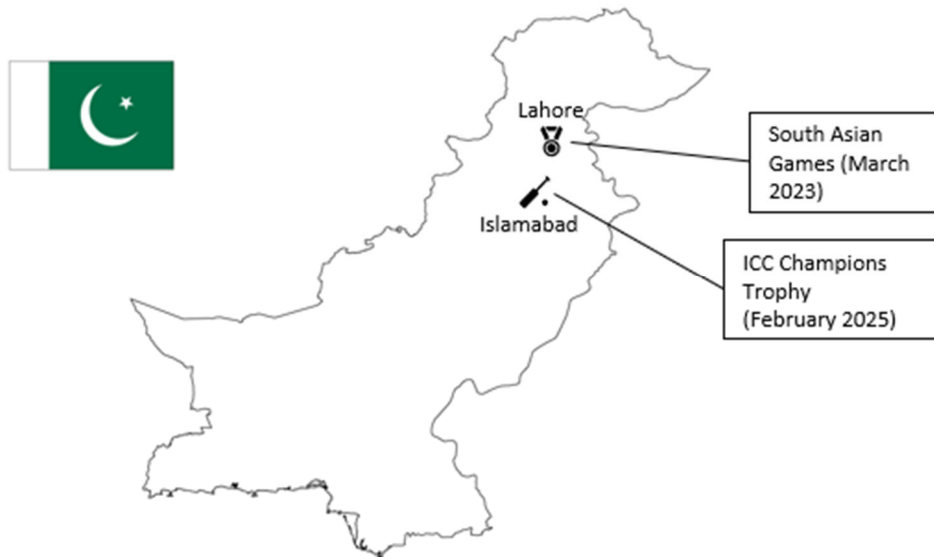 Lahore
South Asian
Games (March
2023)
Islamabad
ICC Champions
Trophy
(February 2025)